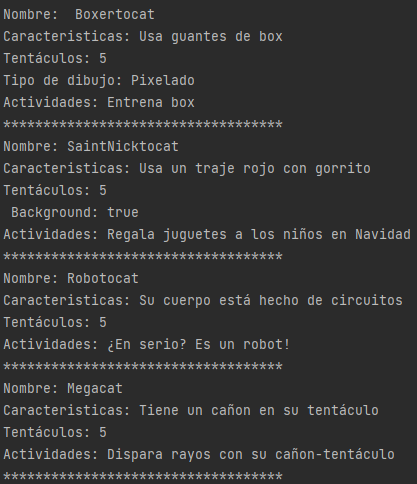 Nombre:  Boxertocat
Caracteristicas: Usa guantes de box
Tentáculos: 5
Tipo de dibujo: Pixelado
Actividades: Entrena box
***********************************
Nombre: SaintNicktocat
Caracteristicas: Usa un traje rojo con gorrito
Tentáculos: 5
 Background: true
Actividades: Regala juguetes a los niños en Navidad
***********************************
Nombre: Robotocat
Caracteristicas: Su cuerpo está hecho de circuitos
Tentáculos: 5
Actividades: ¿En serio? Es un robot!
***********************************
Nombre: Megacat
Caracteristicas: Tiene un cañon en su tentáculo
Tentáculos: 5
Actividades: Dispara rayos con su cañon-tentáculo
***********************************